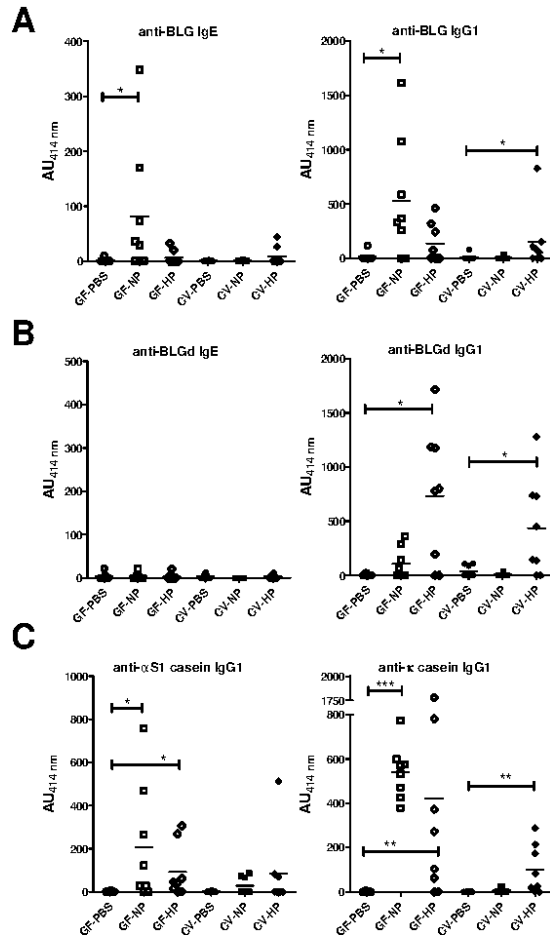 A
anti-BLG IgE
anti-BLG IgG1
AU414 nm
400
300
200
100
0
*
GF-PBS
GF-NP
GF-HP
CV-PBS
CV-NP
CV-HP
2000
1500
1000
500
0
*
*
GF-PBS
GF-NP
GF-HP
CV-PBS
CV-NP
CV-HP
B
anti-BLGd IgE
anti-BLGd IgG1
AU414 nm
500
400
300
200
100
0
GF-PBS
GF-NP
GF-HP
CV-PBS
CV-NP
CV-HP
2000
1500
1000
500
0
*
*
GF-PBS
GF-NP
GF-HP
CV-PBS
CV-NP
CV-HP
C
anti-αS1 casein IgG1
anti-κ casein IgG1
AU414 nm
1000
800
600
400
200
0
*
*
GF-PBS
GF-NP
GF-HP
CV-PBS
CV-NP
CV-HP
AU414 nm
2000
1750
800
600
400
200
0
***
**
**
GF-PBS
GF-NP
GF-HP
CV-PBS
CV-NP
CV-HP